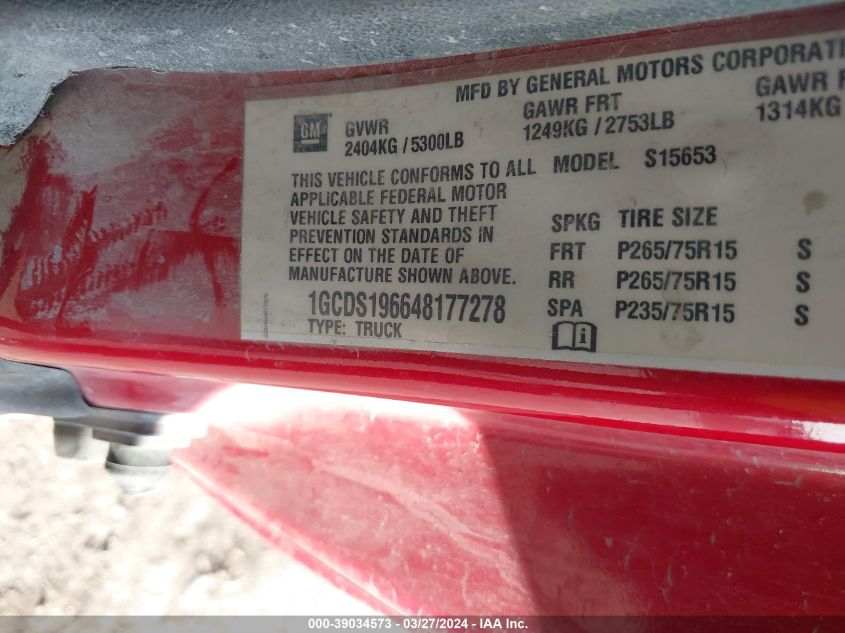 MFD BY GENERAL MOTORS CORPORATI
GM
GVWR
2404KG / 5300LB
GAWR FRT
1249KG / 2753LB
GAWR R
1314KG
THIS VEHICLE CONFORMS TO ALL
APPLICABLE FEDERAL MOTOR
VEHICLE SAFETY AND THEFT
PREVENTION STANDARDS IN
EFFECT ON THE DATE OF
MANUFACTURE SHOWN ABOVE.
1GCDS196648177278
TYPE: TRUCK
MODEL S15653
SPKG TIRE SIZE
FRT P265/75R15 S
RR P265/75R15 S
SPA P235/75R15 S
000-39034573 - 03/27/2024 - IAA Inc.